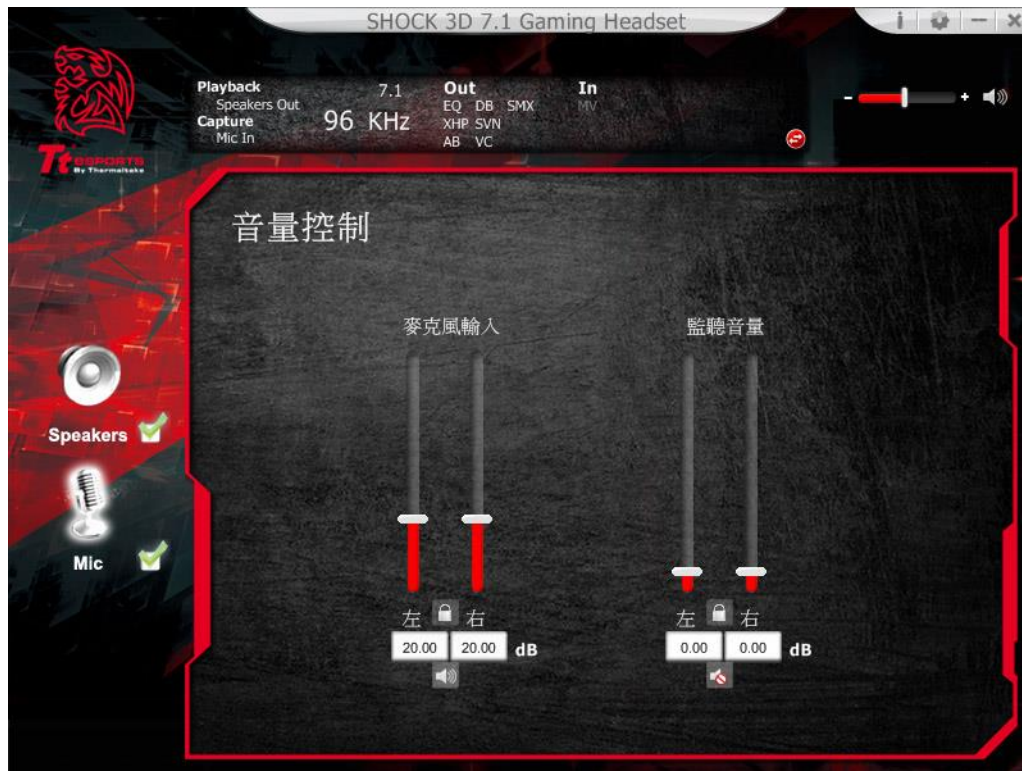 SHOCK 3D 7.1 Gaming Headset
Playback 7.1 Out In
Speakers Out EQ DB SMX MV
Capture 96 KHz XHP SVN
Mic In AB VC
Tt eSPORTS
By Thermaltake
音量控制
麥克風輸入 監聽音量
Speakers
Mic
左 右 左 右
20.00 20.00 dB 0.00 0.00 dB